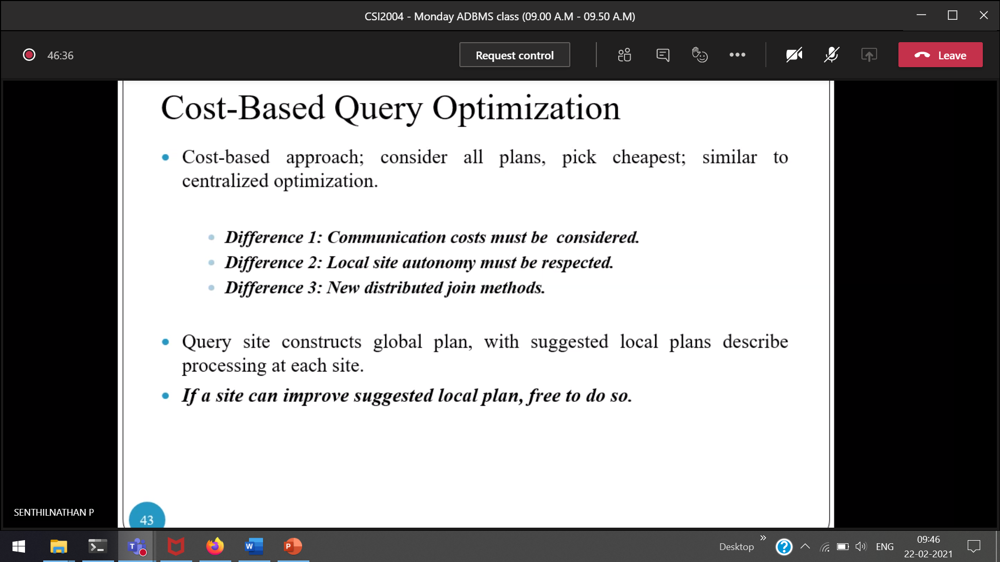 CSI2004 - Monday ADBMS class (09.00 A.M - 09.50 A.M)
46:36
Request control
Leave
Cost-Based Query Optimization
Cost-based approach; consider all plans, pick cheapest; similar to
centralized optimization.
Difference 1: Communication costs must be considered.
Difference 2: Local site autonomy must be respected.
Difference 3: New distributed join methods.
Query site constructs global plan, with suggested local plans describe
processing at each site.
If a site can improve suggested local plan, free to do so.
SENTHILNATHAN P
43
Desktop
ENG
09:46
22-02-2021